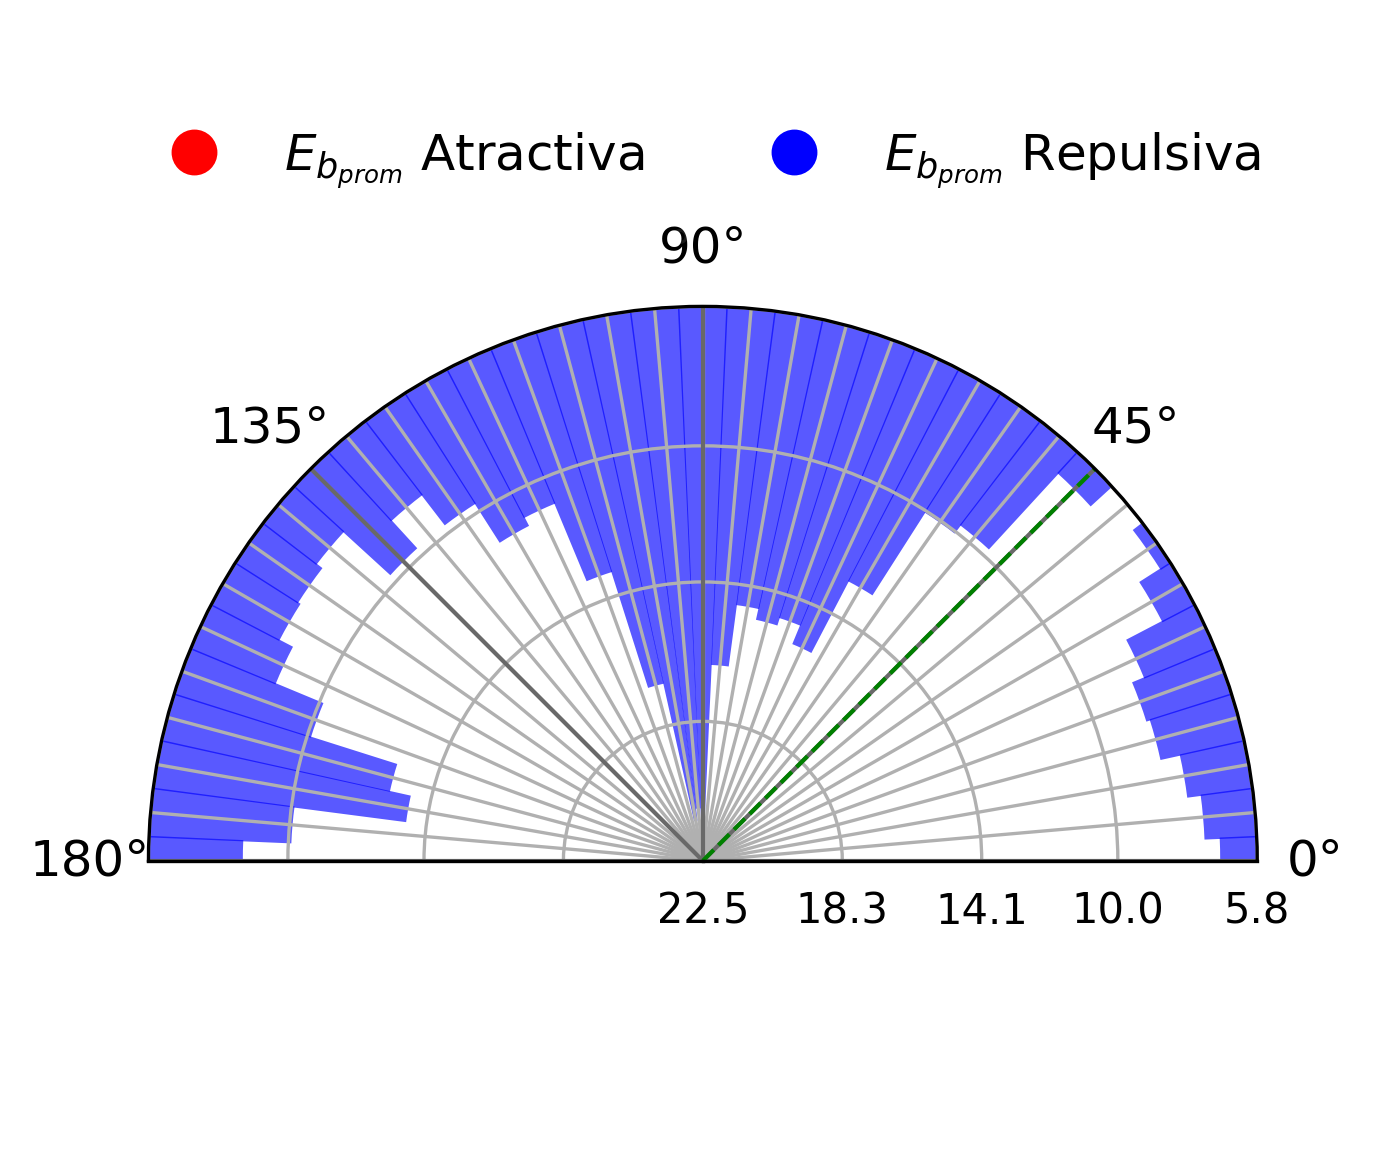 E_{b_{prom}} Atractiva E_{b_{prom}} Repulsiva
90°
135° 45°
180° 0°
22.5 18.3 14.1 10.0 5.8